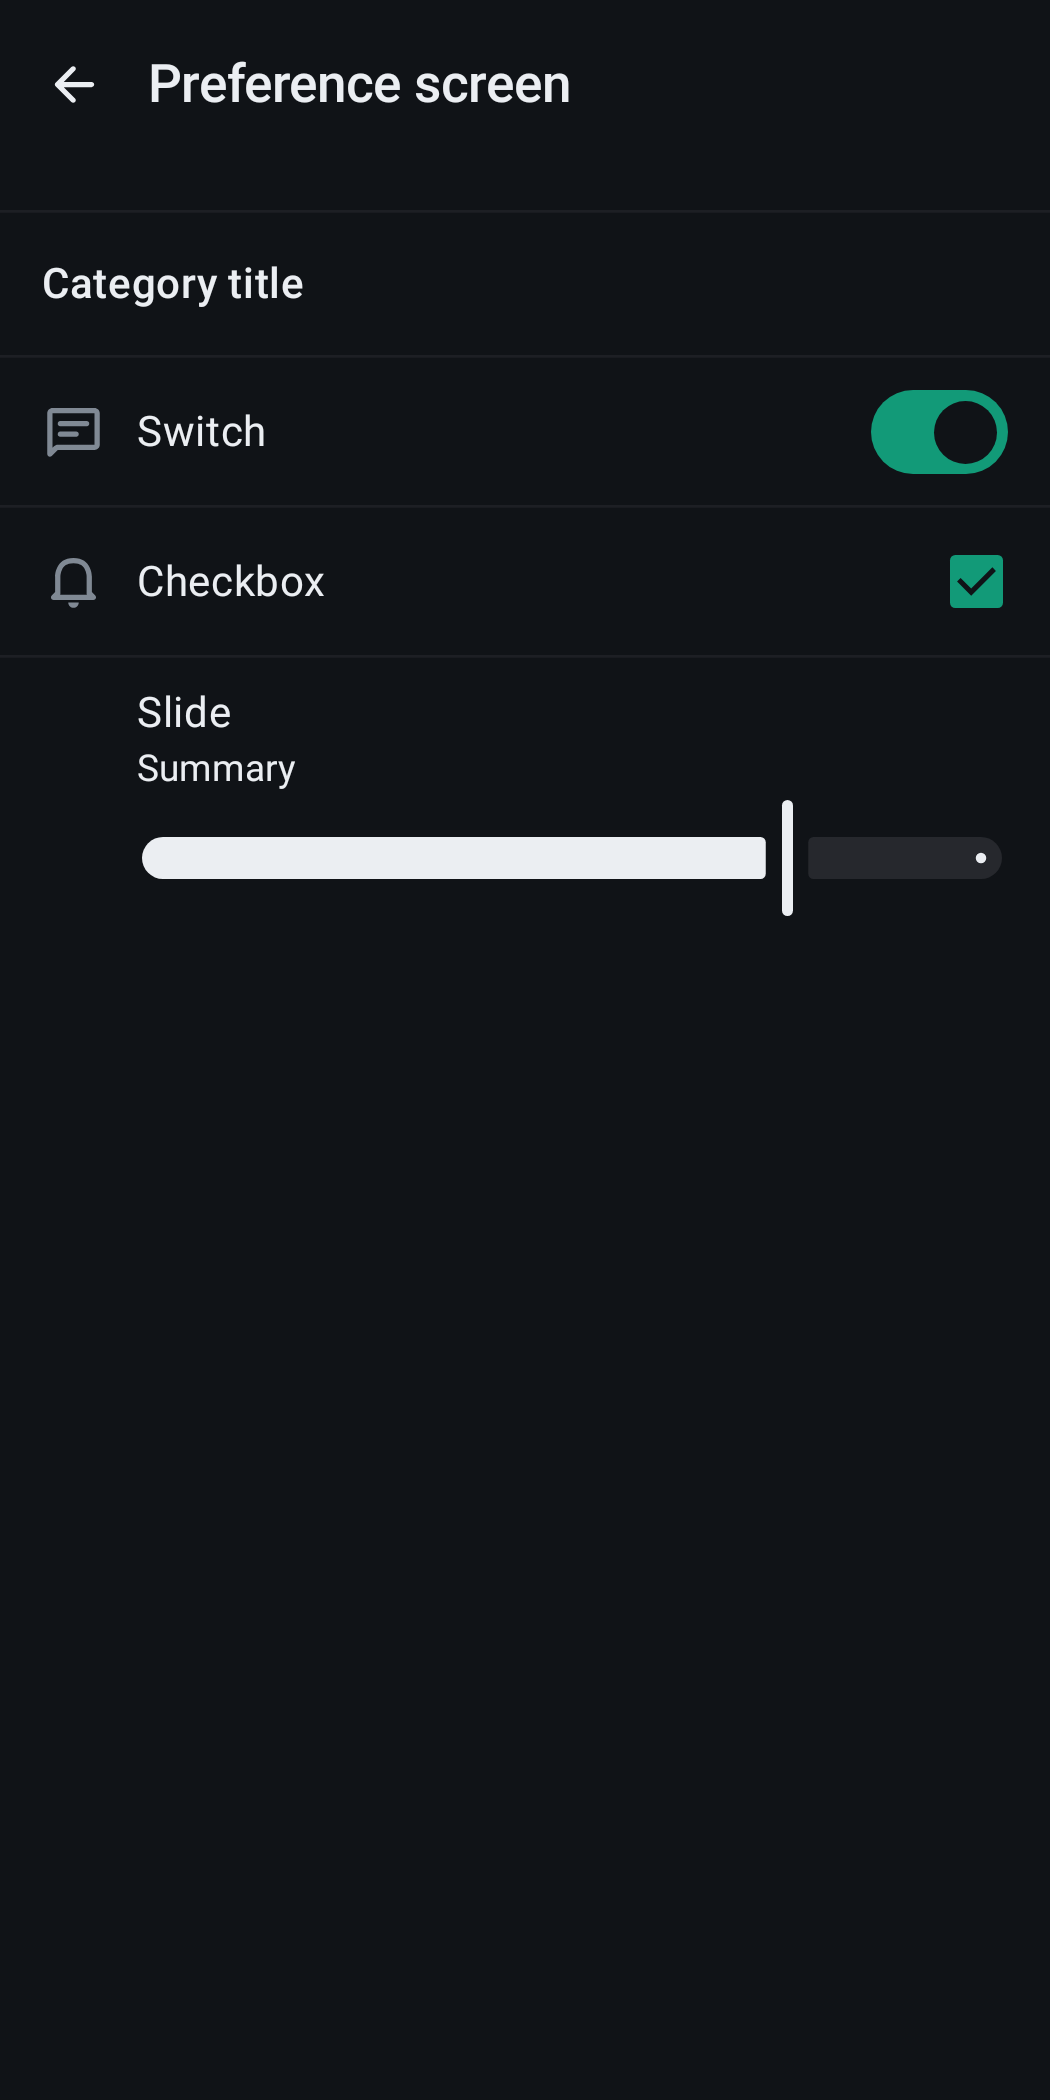 Preference screen
Category title
Switch
Checkbox
Slide
Summary